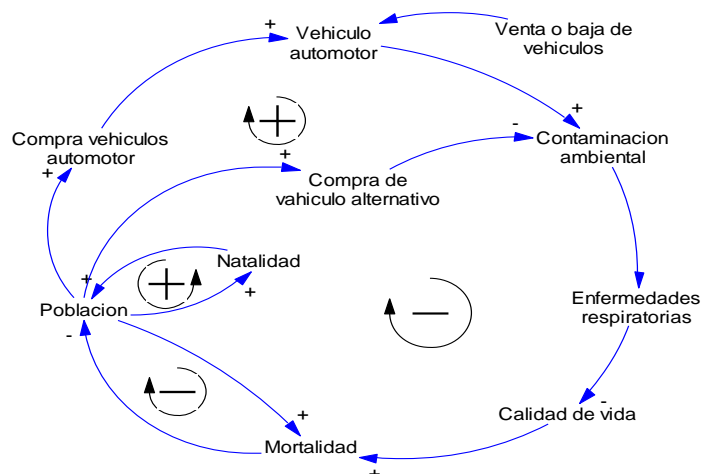 Vehiculo
automotor
Venta o baja de
vehiculos
+
+
-
Compra vehiculos
automotor
+
+
+
Contaminacion
ambiental
Compra de
vahiculo alternativo
Natalidad
+
+
+
Poblacion
-
Enfermedades
respiratorias
-
-
+
-
Calidad de vida
Mortalidad
+